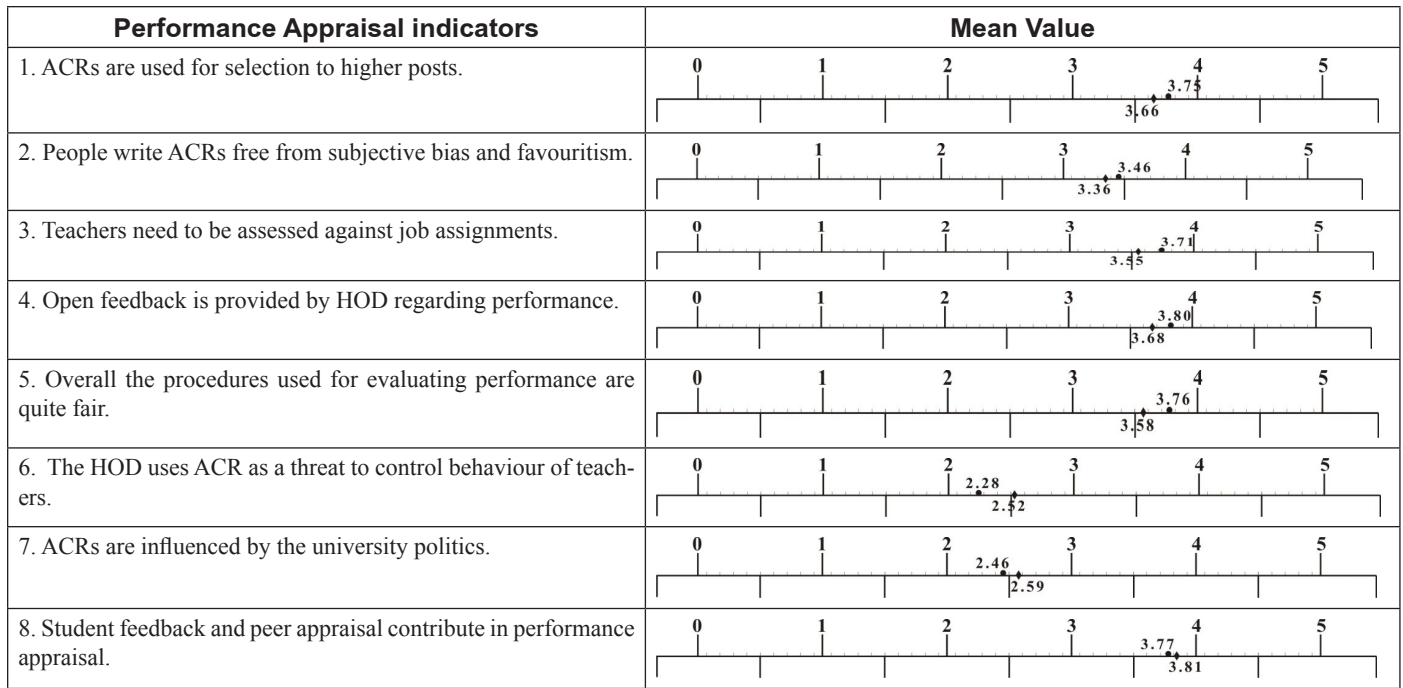 Performance Appraisal indicators
Mean Value
1. ACRs are used for selection to higher posts.
0 1 2 3 4 5
3.75
3.66
2. People write ACRs free from subjective bias and favouritism.
0 1 2 3 4 5
3.46
3.36
3. Teachers need to be assessed against job assignments.
0 1 2 3 4 5
3.71
3.55
4. Open feedback is provided by HOD regarding performance.
0 1 2 3 4 5
3.80
3.68
5. Overall the procedures used for evaluating performance are
quite fair.
0 1 2 3 4 5
3.76
3.58
6. The HOD uses ACR as a threat to control behaviour of teach-
ers.
0 1 2 3 4 5
2.28
2.52
7. ACRs are influenced by the university politics.
0 1 2 3 4 5
2.46
2.59
8. Student feedback and peer appraisal contribute in performance
appraisal.
0 1 2 3 4 5
3.77
3.81